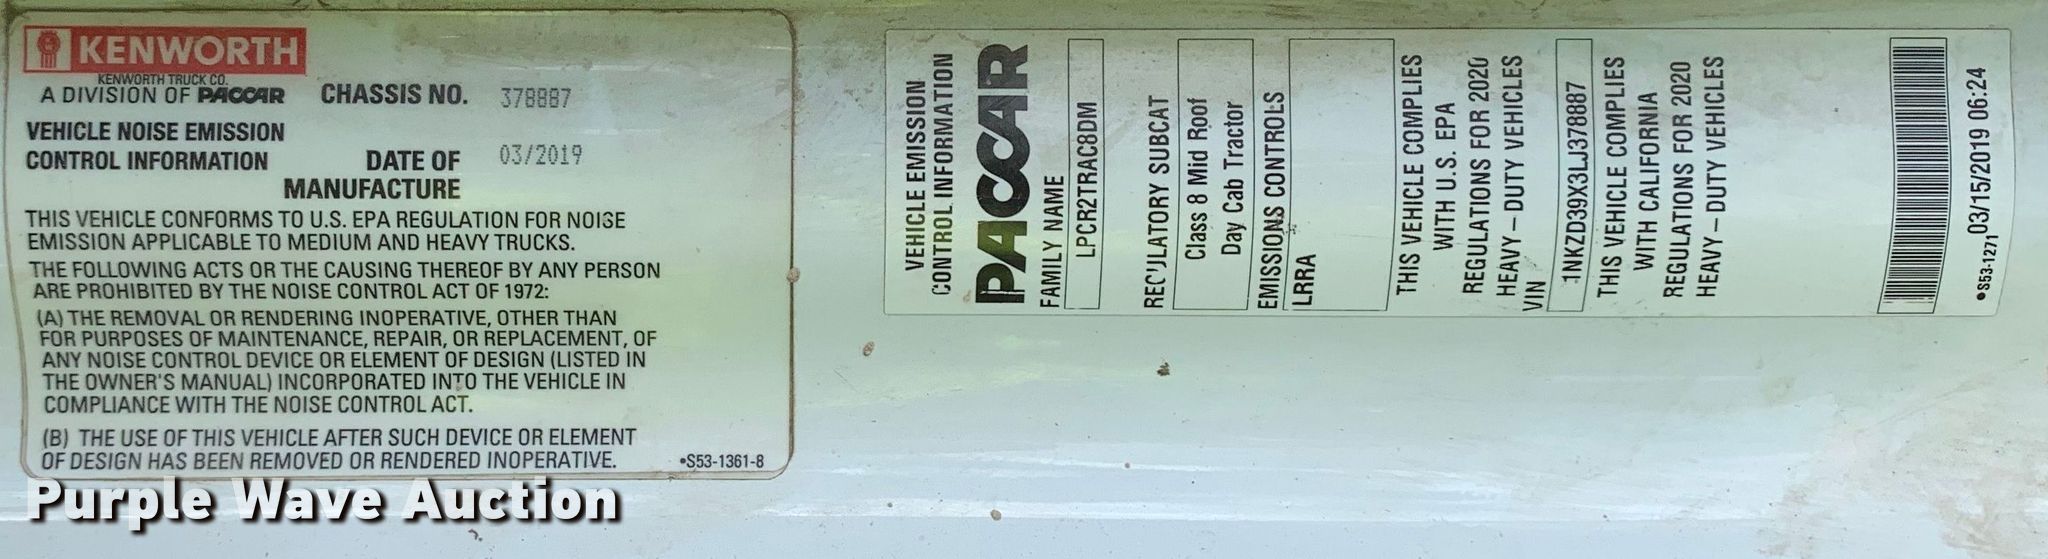 KENWORTH
KENWORTH TRUCK CO.
A DIVISION OF PACCAR
CHASSIS NO. 378887
VEHICLE NOISE EMISSION
CONTROL INFORMATION
DATE OF
MANUFACTURE
03/2019
THIS VEHICLE CONFORMS TO U.S. EPA REGULATION FOR NOISE
EMISSION APPLICABLE TO MEDIUM AND HEAVY TRUCKS.
THE FOLLOWING ACTS OR THE CAUSING THEREOF BY ANY PERSON
ARE PROHIBITED BY THE NOISE CONTROL ACT OF 1972:
(A) THE REMOVAL OR RENDERING INOPERATIVE, OTHER THAN
FOR PURPOSES OF MAINTENANCE, REPAIR, OR REPLACEMENT, OF
ANY NOISE CONTROL DEVICE OR ELEMENT OF DESIGN (LISTED IN
THE OWNER'S MANUAL) INCORPORATED INTO THE VEHICLE IN
COMPLIANCE WITH THE NOISE CONTROL ACT.
(B) THE USE OF THIS VEHICLE AFTER SUCH DEVICE OR ELEMENT
OF DESIGN HAS BEEN REMOVED OR RENDERED INOPERATIVE.
•S53-1361-8
VEHICLE EMISSION
CONTROL INFORMATION
PACCAR
FAMILY NAME
LPCR2TRAC8DM
REGULATORY SUBCAT
Class 8 Mid Roof
Day Cab Tractor
EMISSIONS CONTROLS
LRRA
THIS VEHICLE COMPLIES
WITH U.S. EPA
REGULATIONS FOR 2020
HEAVY-DUTY VEHICLES
VIN
1NKZD39X3LJ378887
THIS VEHICLE COMPLIES
WITH CALIFORNIA
REGULATIONS FOR 2020
HEAVY-DUTY VEHICLES
03/15/2019 06:24
•S53-1271
Purple Wave Auction